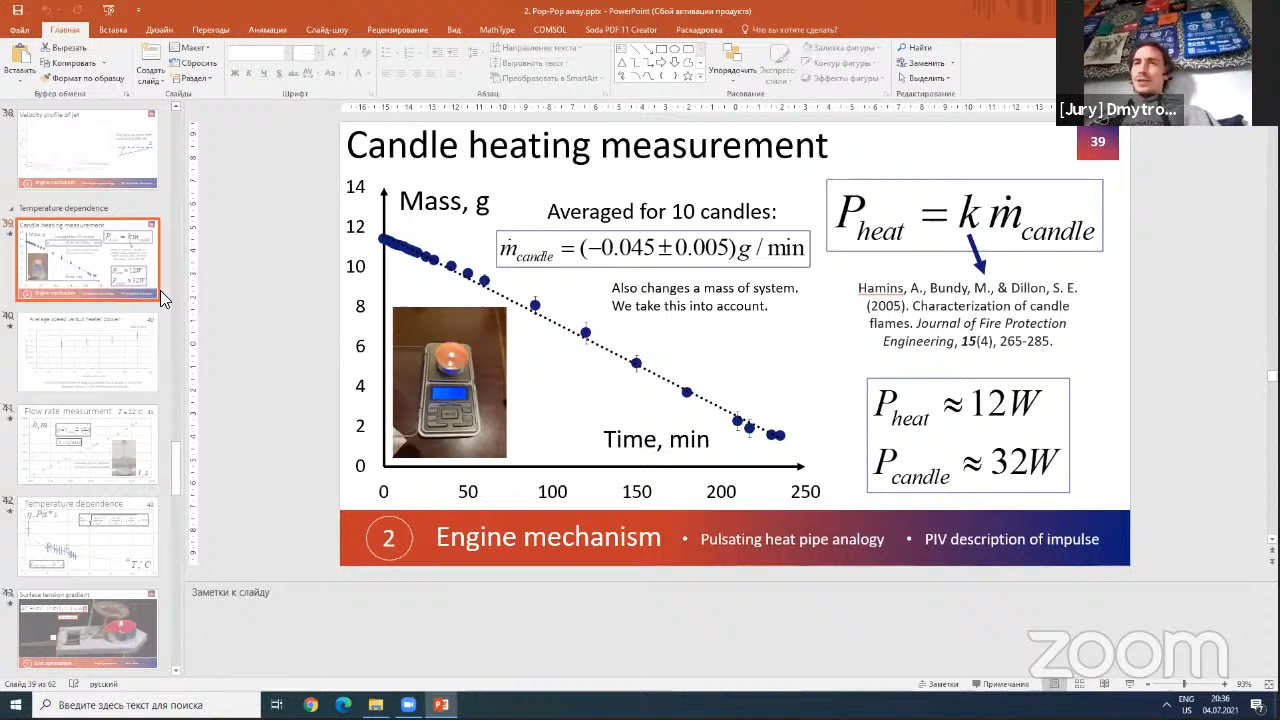 2. Pop-Pop away.pptx - PowerPoint (Сбой активации продукта)
Файл Главная Вставка Дизайн Переходы Анимация Слайд-шоу Рецензирование Вид MathType COMSOL Soda PDF 11 Creator Раскадровка Что вы хотите сделать?
Вставить
Вырезать
Копировать
Формат по образцу
Буфер обмена
Создать слайд
Макет
Сбросить
Раздел
Слайды
Шрифт
Направление текста
Выровнять текст
Преобразовать в SmartArt
Абзац
Упорядочить
Экспресс-стили
Заливка фигуры
Контур фигуры
Эффекты фигуры
Рисование
Найти
Заменить
Выделить
Редактирование
[Jury] Dmytro...
Velocity profile of jet
Temperature dependence
Candle heating measurement
Average speed versus heater power
Flow rate measurment
Temperature dependence
Surface tension gradient
Candle heating measurement
39
Mass, g
14
12
10
8
6
4
2
0
0 50 100 150 200 250
Time, min
Averaged for 10 candles:
ṁcandle = (−0.045±0.005)g / min
Also changes a mass of system.
We take this into account.
Pheat = k ṁcandle
Hamins, A., Bundy, M., & Dillon, S. E.
(2005). Characterization of candle
flames. Journal of Fire Protection
Engineering, 15(4), 265-285.
Pheat ≈ 12W
Pcandle ≈ 32W
2 Engine mechanism • Pulsating heat pipe analogy • PIV description of impulse
Заметки к слайду
zoom
Слайд 39 из 62 русский Заметки Примечания 93%
Введите здесь текст для поиска
ENG
US
20:36
04.07.2021